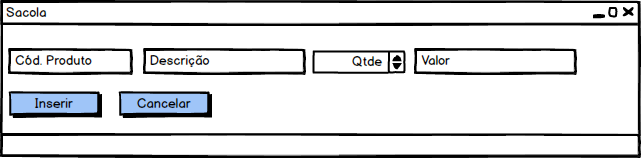 Sacola
Cód. Produto Descrição Qtde Valor
Inserir Cancelar